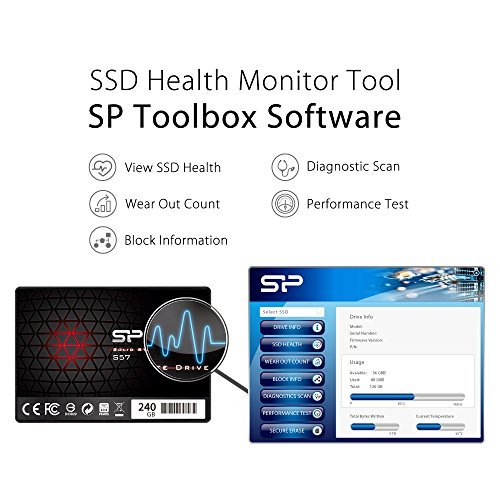 SSD Health Monitor Tool
SP Toolbox Software
View SSD Health
Diagnostic Scan
Wear Out Count
Performance Test
Block Information
SP
S57
E DRIVE
240
GB
SP
Select SSD
DRIVE INFO
SSD HEALTH
WEAR OUT COUNT
BLOCK INFO
DIAGNOSTICS SCAN
PERFORMANCE TEST
SECURE ERASE
Drive Info
Model:
Serial Number:
Firmware Version:
P/N:
Usage
Available:
Used:
Total:
Total Bytes Written
Current Temperature